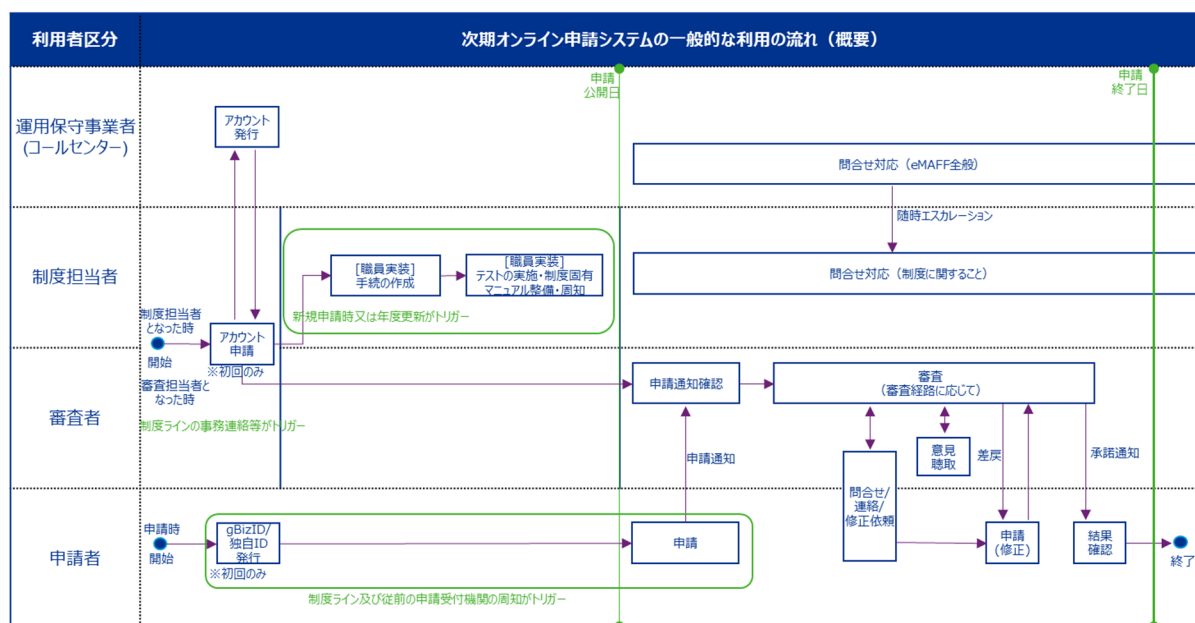 利用者区分
次期オンライン申請システムの一般的な利用の流れ（概要）
申請
公開日
申請
終了日
運用保守事業者
(コールセンター)
アカウント
発行
問合せ対応（eMAFF全般）
随時エスカレーション
制度担当者
[職員実装]
手続の作成
[職員実装]
テストの実施・制度固有
マニュアル整備・周知
問合せ対応（制度に関すること）
新規申請時又は年度更新がトリガー
制度担当者
となった時
開始
アカウント
申請
※初回のみ
審査者
審査担当者と
なった時
制度ラインの事務連絡等がトリガー
申請通知確認
審査
（審査経路に応じて）
申請通知
意見
聴取
差戻
承諾通知
問合せ/
連絡/
修正依頼
申請者
申請時
開始
gBizID/
独自ID
発行
※初回のみ
申請
申請
(修正)
結果
確認
終了
制度ライン及び従前の申請受付機関の周知がトリガー